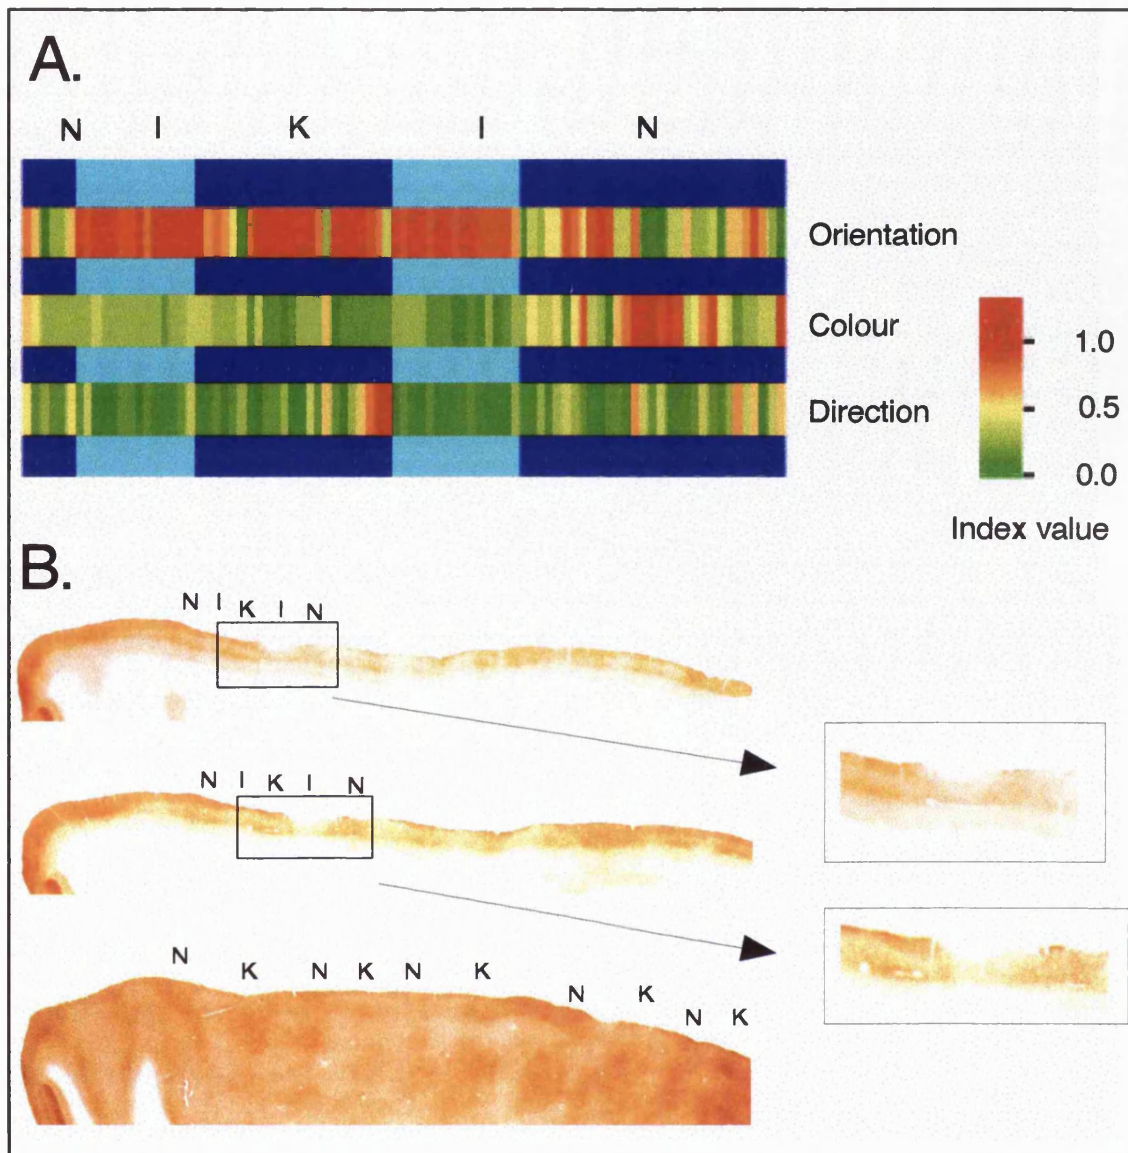 A.
N I K I N
Orientation
Colour
Direction
1.0
0.5
0.0
Index value
B.
N I K I N
N I K I N
N K N K N K N K N K